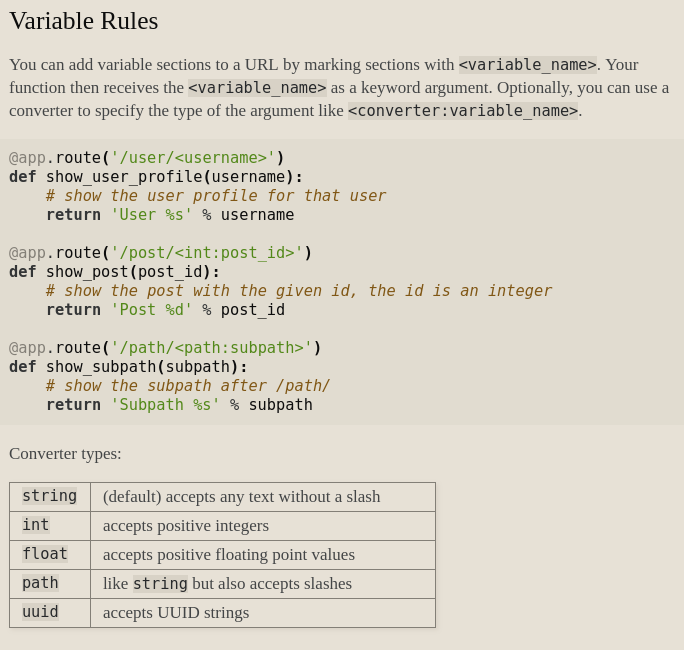 Variable Rules
You can add variable sections to a URL by marking sections with <variable_name>. Your
function then receives the <variable_name> as a keyword argument. Optionally, you can use a
converter to specify the type of the argument like <converter:variable_name>.
@app.route('/user/<username>')
def show_user_profile(username):
    # show the user profile for that user
    return 'User %s' % username

@app.route('/post/<int:post_id>')
def show_post(post_id):
    # show the post with the given id, the id is an integer
    return 'Post %d' % post_id

@app.route('/path/<path:subpath>')
def show_subpath(subpath):
    # show the subpath after /path/
    return 'Subpath %s' % subpath
Converter types:
string (default) accepts any text without a slash
int accepts positive integers
float accepts positive floating point values
path like string but also accepts slashes
uuid accepts UUID strings